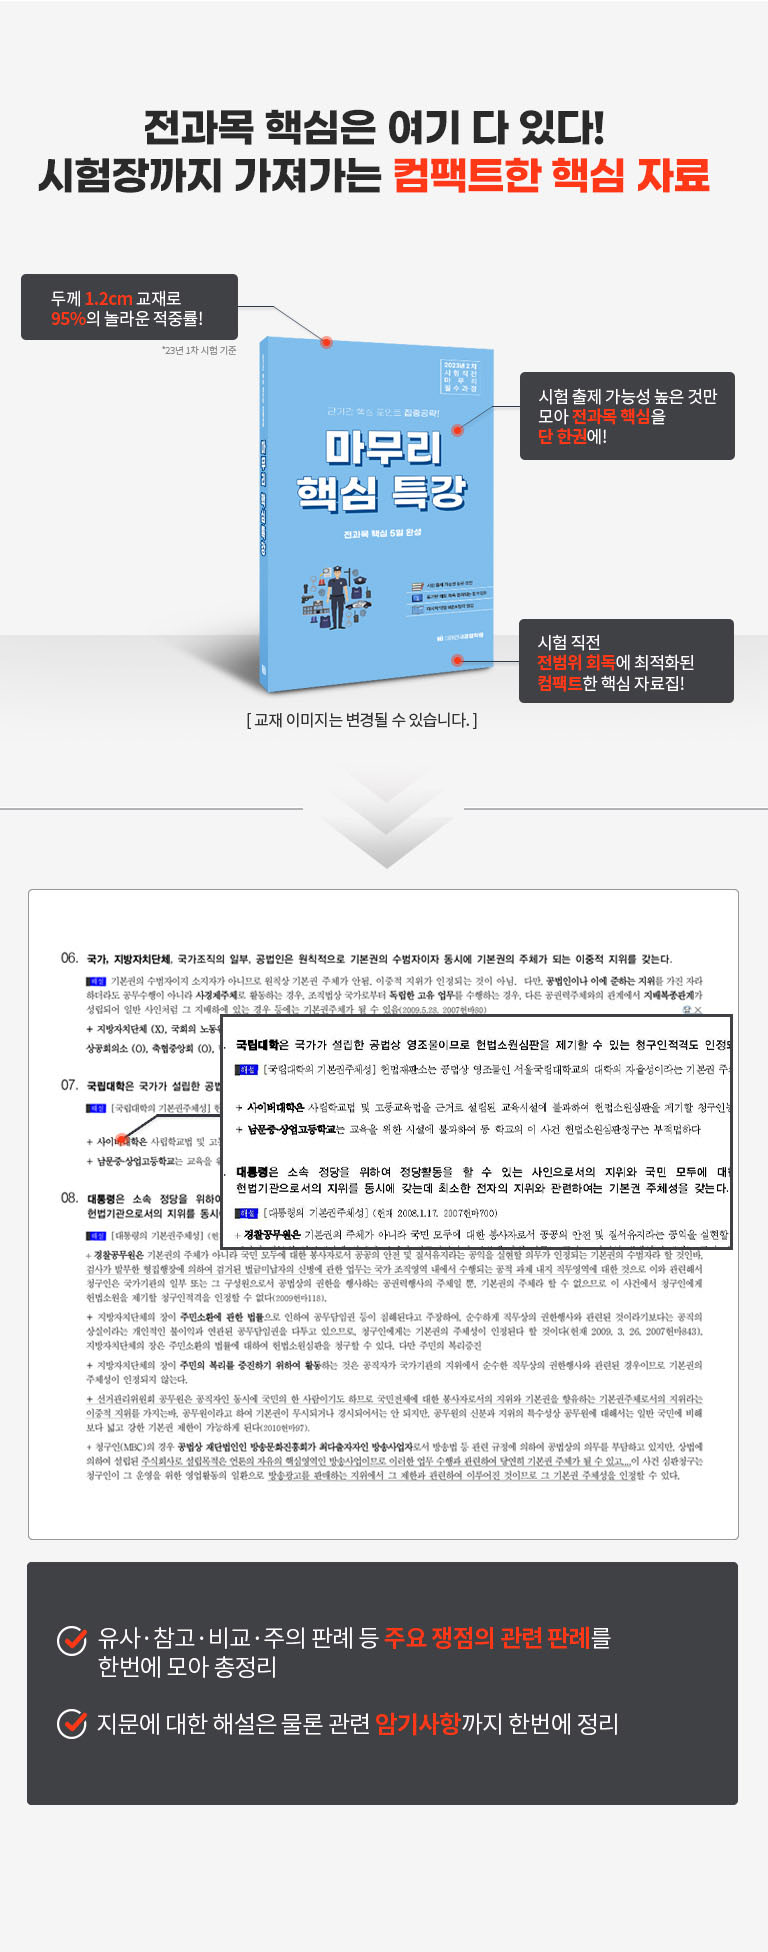 전과목 핵심은 여기 다 있다!
시험장까지 가져가는 컴팩트한 핵심 자료
두께 1.2cm 교재로
95%의 놀라운 적중률!
*23년 1차 시험 기준
2023년 2차
시험직전
마무리
필수과정
단기간 핵심 포인트 집중공략!
마무리
핵심 특강
전과목 핵심 5일 완성
시험 출제 가능성 높은 것만
모아 전과목 핵심을
단 한권에!
시험 직전
전범위 회독에 최적화된
컴팩트한 핵심 자료집!
[ 교재 이미지는 변경될 수 있습니다. ]
06. 국가, 지방자치단체, 국가조직의 일부, 공법인은 원칙적으로 기본권의 수범자이자 동시에 기본권의 주체가 되는 이중적 지위를 갖는다.
해설 기본권의 수범자이지 소지자가 아니므로 원칙상 기본권 주체가 안됨. 이중적 지위가 인정되는 것이 아님. 다만, 공법인이나 이에 준하는 지위를 가진 자라
하더라도 공무수행이 아니라 사경제주체로 활동하는 경우, 조직법상 국가로부터 독립한 고유 업무를 수행하는 경우, 다른 공권력주체와의 관계에서 지배복종관계가
성립되어 일반 사인처럼 그 지배하에 있는 경우 등에는 기본권주체가 될 수 있음(2009.5.28. 2007헌바80)
+ 지방자치단체 (X), 국회의 노동
상공회의소 (O), 축협중앙회 (O),
07. 국립대학은 국가가 설립한 공법
해설 [국립대학의 기본권주체성]
+ 사이버대학은 사립학교법 및
+ 남문중·상업고등학교는 교육을
08. 대통령은 소속 정당을 위하여
헌법기관으로서의 지위를 동시
해설 [대통령의 기본권주체성]
국립대학은 국가가 설립한 공법상 영조물이므로 헌법소원심판을 제기할 수 있는 청구인적격도 인정
해설 [국립대학의 기본권주체성] 헌법재판소는 공법상 영조물인 서울국립대학교의 대학의 자율성이라는 기본권
+ 사이버대학은 사립학교법 및 고등교육법을 근거로 설립된 교육시설에 불과하여 헌법소원심판을 제기할 청구인
+ 남문중·상업고등학교는 교육을 위한 시설에 불과하여 동 학교의 이 사건 헌법소원심판청구는 부적법하다
대통령은 소속 정당을 위하여 정당활동을 할 수 있는 사인으로서의 지위와 국민 모두에 대
헌법기관으로서의 지위를 동시에 갖는데 최소한 전자의 지위와 관련하여는 기본권 주체성을 갖는다.
해설 [대통령의 기본권주체성] (헌재 2008.1.17. 2007헌마700)
+ 경찰공무원은 기본권의 주체가 아니라 국민 모두에 대한 봉사자로서 공공의 안전 및 질서유지라는 공익을 실현할
+ 경찰공무원은 기본권의 주체가 아니라 국민 모두에 대한 봉사자로서 공공의 안전 및 질서유지라는 공익을 실현할 의무가 인정되는 기본권의 수범자라 할 것인바,
검사가 발부한 형집행장에 의하여 검거된 벌금미납자의 신병에 관한 업무는 국가 조직영역 내에서 수행되는 공적 과제 내지 직무영역에 대한 것으로 이와 관련해서
청구인은 국가기관의 일부 또는 그 구성원으로서 공법상의 권한을 행사하는 공권력행사의 주체일 뿐, 기본권의 주체라 할 수 없으므로 이 사건에서 청구인에게
헌법소원을 제기할 청구인적격을 인정할 수 없다(2009헌마118).
+ 지방자치단체의 장이 주민소환에 관한 법률으로 인하여 공무담임권 등이 침해된다고 주장하여, 순수하게 직무상의 권한행사와 관련된 것이라기보다는 공직의
상실이라는 개인적인 불이익과 연관된 공무담임권을 다투고 있으므로, 청구인에게는 기본권의 주체성이 인정된다 할 것이다(헌재 2009. 3. 26. 2007헌마843).
지방자치단체의 장은 주민소환의 법률에 대하여 헌법소원심판을 청구할 수 있다. 다만 주민의 복리증진
+ 지방자치단체의 장이 주민의 복리를 증진하기 위하여 활동하는 것은 공직자가 국가기관의 지위에서 순수한 직무상의 권한행사와 관련된 경우이므로 기본권의
주체성이 인정되지 않는다.
+ 선거관리위원회 공무원은 공직자인 동시에 국민의 한 사람이기도 하므로 국민전체에 대한 봉사자로서의 지위와 기본권을 향유하는 기본권주체로서의 지위라는
이중적 지위를 가지는바, 공무원이라고 하여 기본권이 무시되거나 경시되어서는 안 되지만, 공무원의 신분과 지위의 특수성상 공무원에 대해서는 일반 국민에 비해
보다 넓고 강한 기본권 제한이 가능하게 된다(2010헌마97).
+ 청구인(MBC)의 경우 공법상 재단법인인 방송문화진흥회가 최다출자자인 방송사업자로서 방송법 등 관련 규정에 의하여 공법상의 의무를 부담하고 있지만, 상법에
의하여 설립된 주식회사로 설립목적은 언론의 자유의 핵심영역인 방송사업이므로 이러한 업무 수행과 관련하여 당연히 기본권 주체가 될 수 있고,...이 사건 심판청구는
청구인이 그 운영을 위한 영업활동의 일환으로 방송광고를 판매하는 지위에서 그 제한과 관련하여 이루어진 것이므로 그 기본권 주체성을 인정할 수 있다.
유사·참고·비교·주의 판례 등 주요 쟁점의 관련 판례를
한번에 모아 총정리
지문에 대한 해설은 물론 관련 암기사항까지 한번에 정리